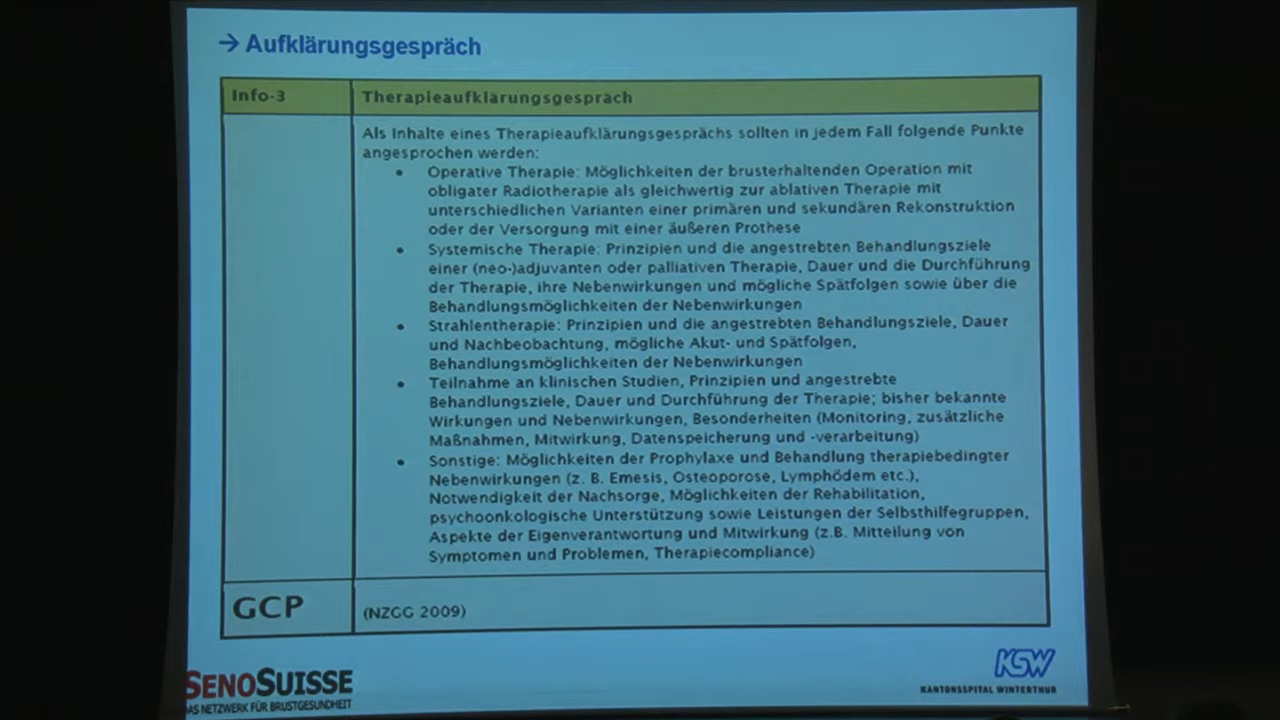 → Aufklärungsgespräch
Info-3
Therapieaufklärungsgespräch
Als Inhalte eines Therapieaufklärungsgesprächs sollten in jedem Fall folgende Punkte
angesprochen werden:
• Operative Therapie: Möglichkeiten der brusterhaltenden Operation mit
obligater Radiotherapie als gleichwertig zur ablativen Therapie mit
unterschiedlichen Varianten einer primären und sekundären Rekonstruktion
oder der Versorgung mit einer äußeren Prothese
• Systemische Therapie: Prinzipien und die angestrebten Behandlungsziele
einer (neo-)adjuvanten oder palliativen Therapie, Dauer und die Durchführung
der Therapie, ihre Nebenwirkungen und mögliche Spätfolgen sowie über die
Behandlungsmöglichkeiten der Nebenwirkungen
• Strahlentherapie: Prinzipien und die angestrebten Behandlungsziele, Dauer
und Nachbeobachtung, mögliche Akut- und Spätfolgen,
Behandlungsmöglichkeiten der Nebenwirkungen
• Teilnahme an klinischen Studien, Prinzipien und angestrebte
Behandlungsziele, Dauer und Durchführung der Therapie; bisher bekannte
Wirkungen und Nebenwirkungen, Besonderheiten (Monitoring, zusätzliche
Maßnahmen, Mitwirkung, Datenspeicherung und -verarbeitung)
• Sonstige: Möglichkeiten der Prophylaxe und Behandlung therapiebedingter
Nebenwirkungen (z. B. Emesis, Osteoporose, Lymphödem etc.),
Notwendigkeit der Nachsorge, Möglichkeiten der Rehabilitation,
psychoonkologische Unterstützung sowie Leistungen der Selbsthilfegruppen,
Aspekte der Eigenverantwortung und Mitwirkung (z.B. Mitteilung von
Symptomen und Problemen, Therapiecompliance)
GCP
(NZGG 2009)
SENOSUISSE
DAS NETZWERK FÜR BRUSTGESUNDHEIT
KSW
KANTONSSPITAL WINTERTHUR